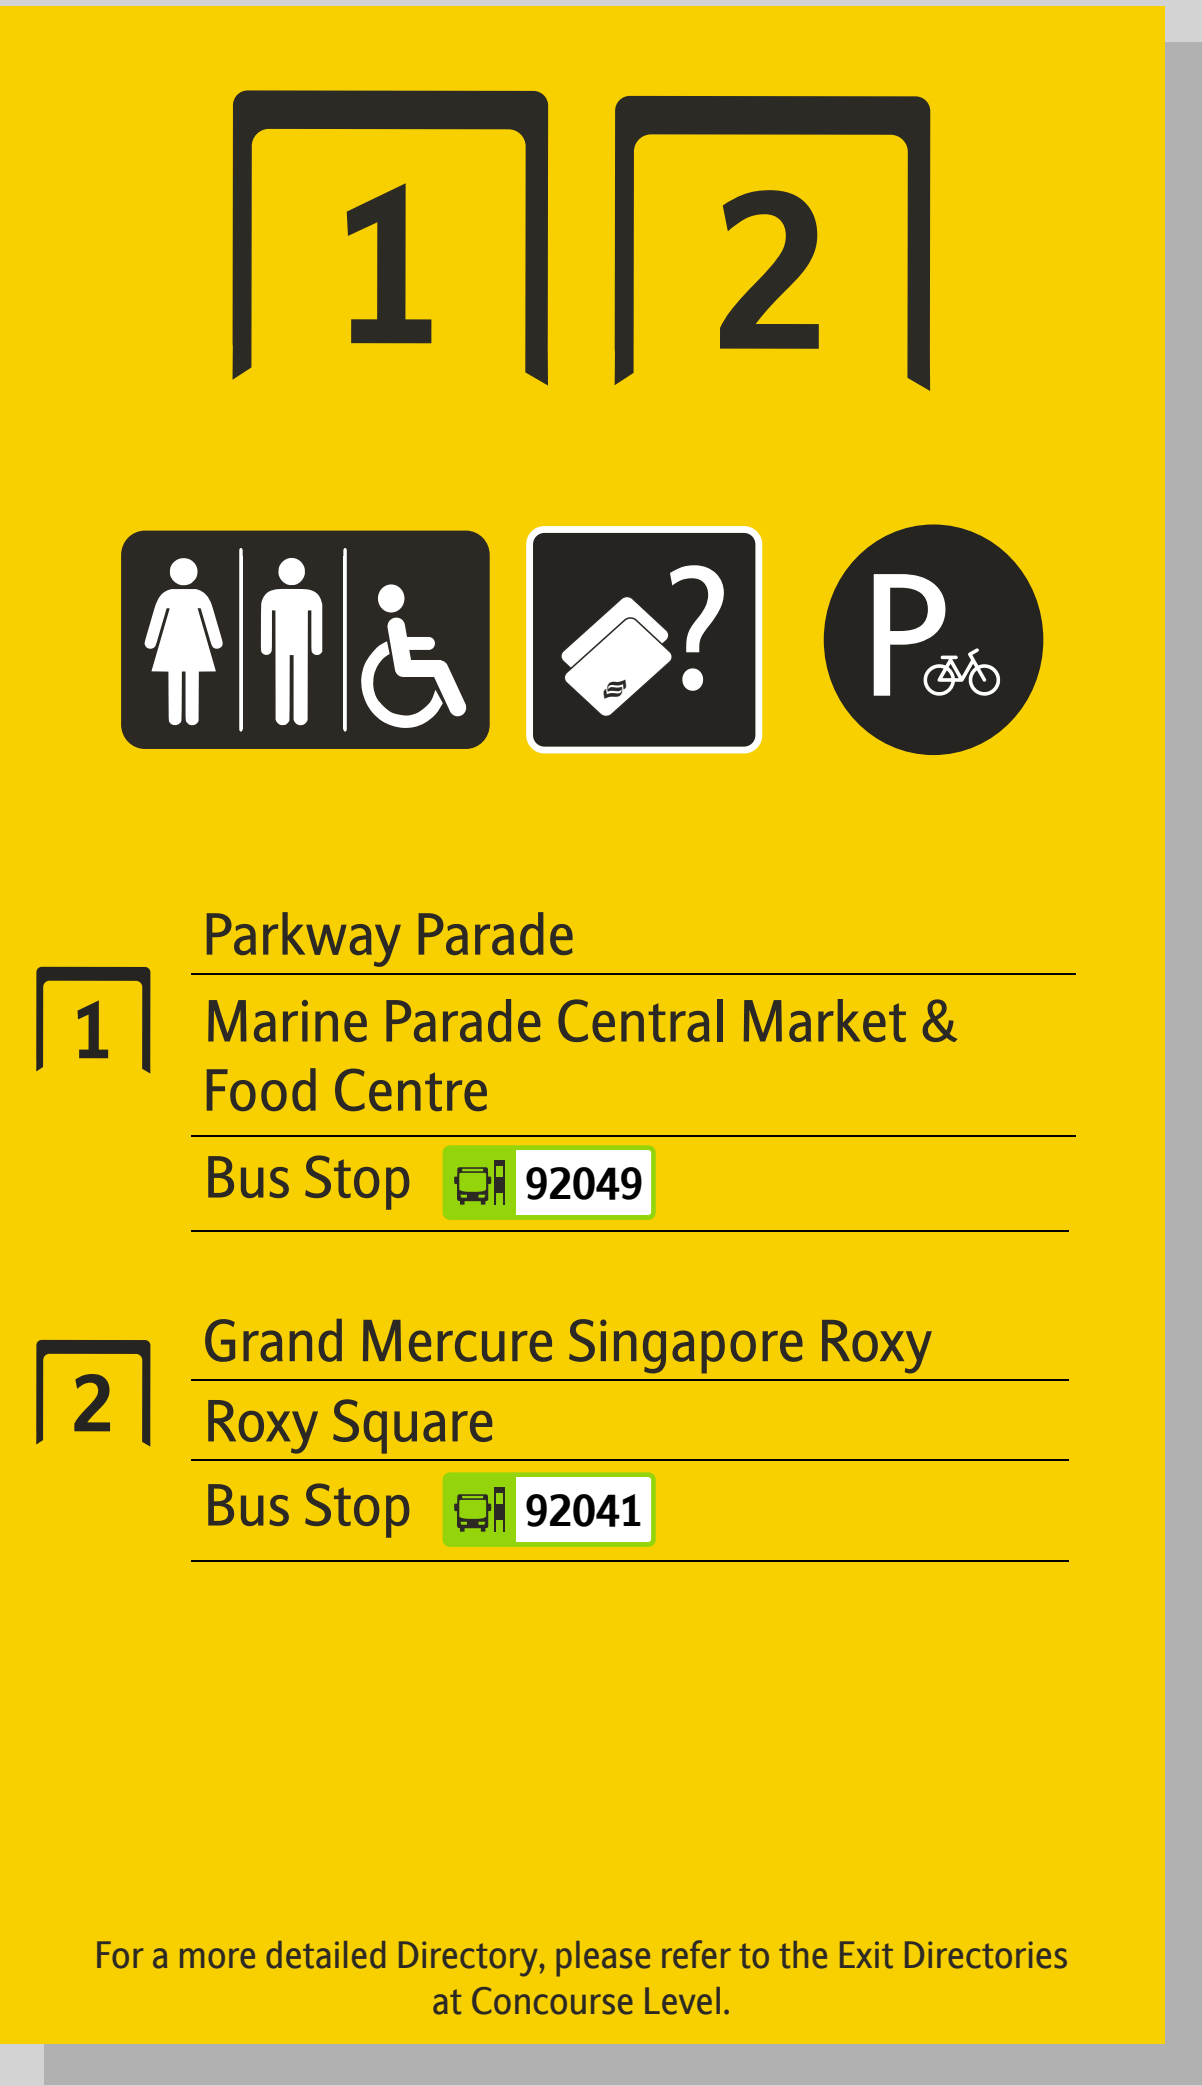 1 2
?
P
Parkway Parade
1
Marine Parade Central Market &
Food Centre
Bus Stop 92049
Grand Mercure Singapore Roxy
2
Roxy Square
Bus Stop 92041
For a more detailed Directory, please refer to the Exit Directories
at Concourse Level.